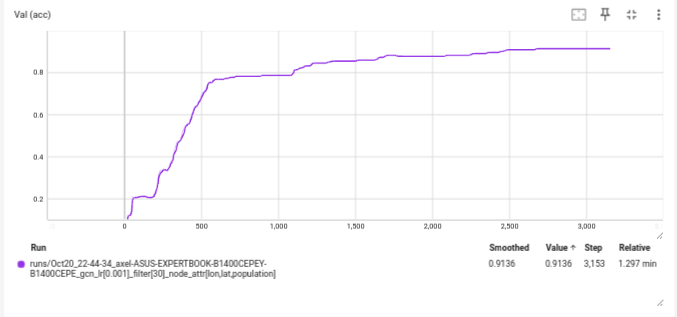 Val (acc)
0.8
0.6
0.4
0.2
0 500 1,000 1,500 2,000 2,500 3,000
Run Smoothed Value Step Relative
runs/Oct20_22-44-34_axel-ASUS-EXPERTBOOK-B1400CEPEY- 0.9136 0.9136 3,153 1.297 min
B1400CEPE_gcn_lr[0.001]_filter[30]_node_attr[lon,lat,population]